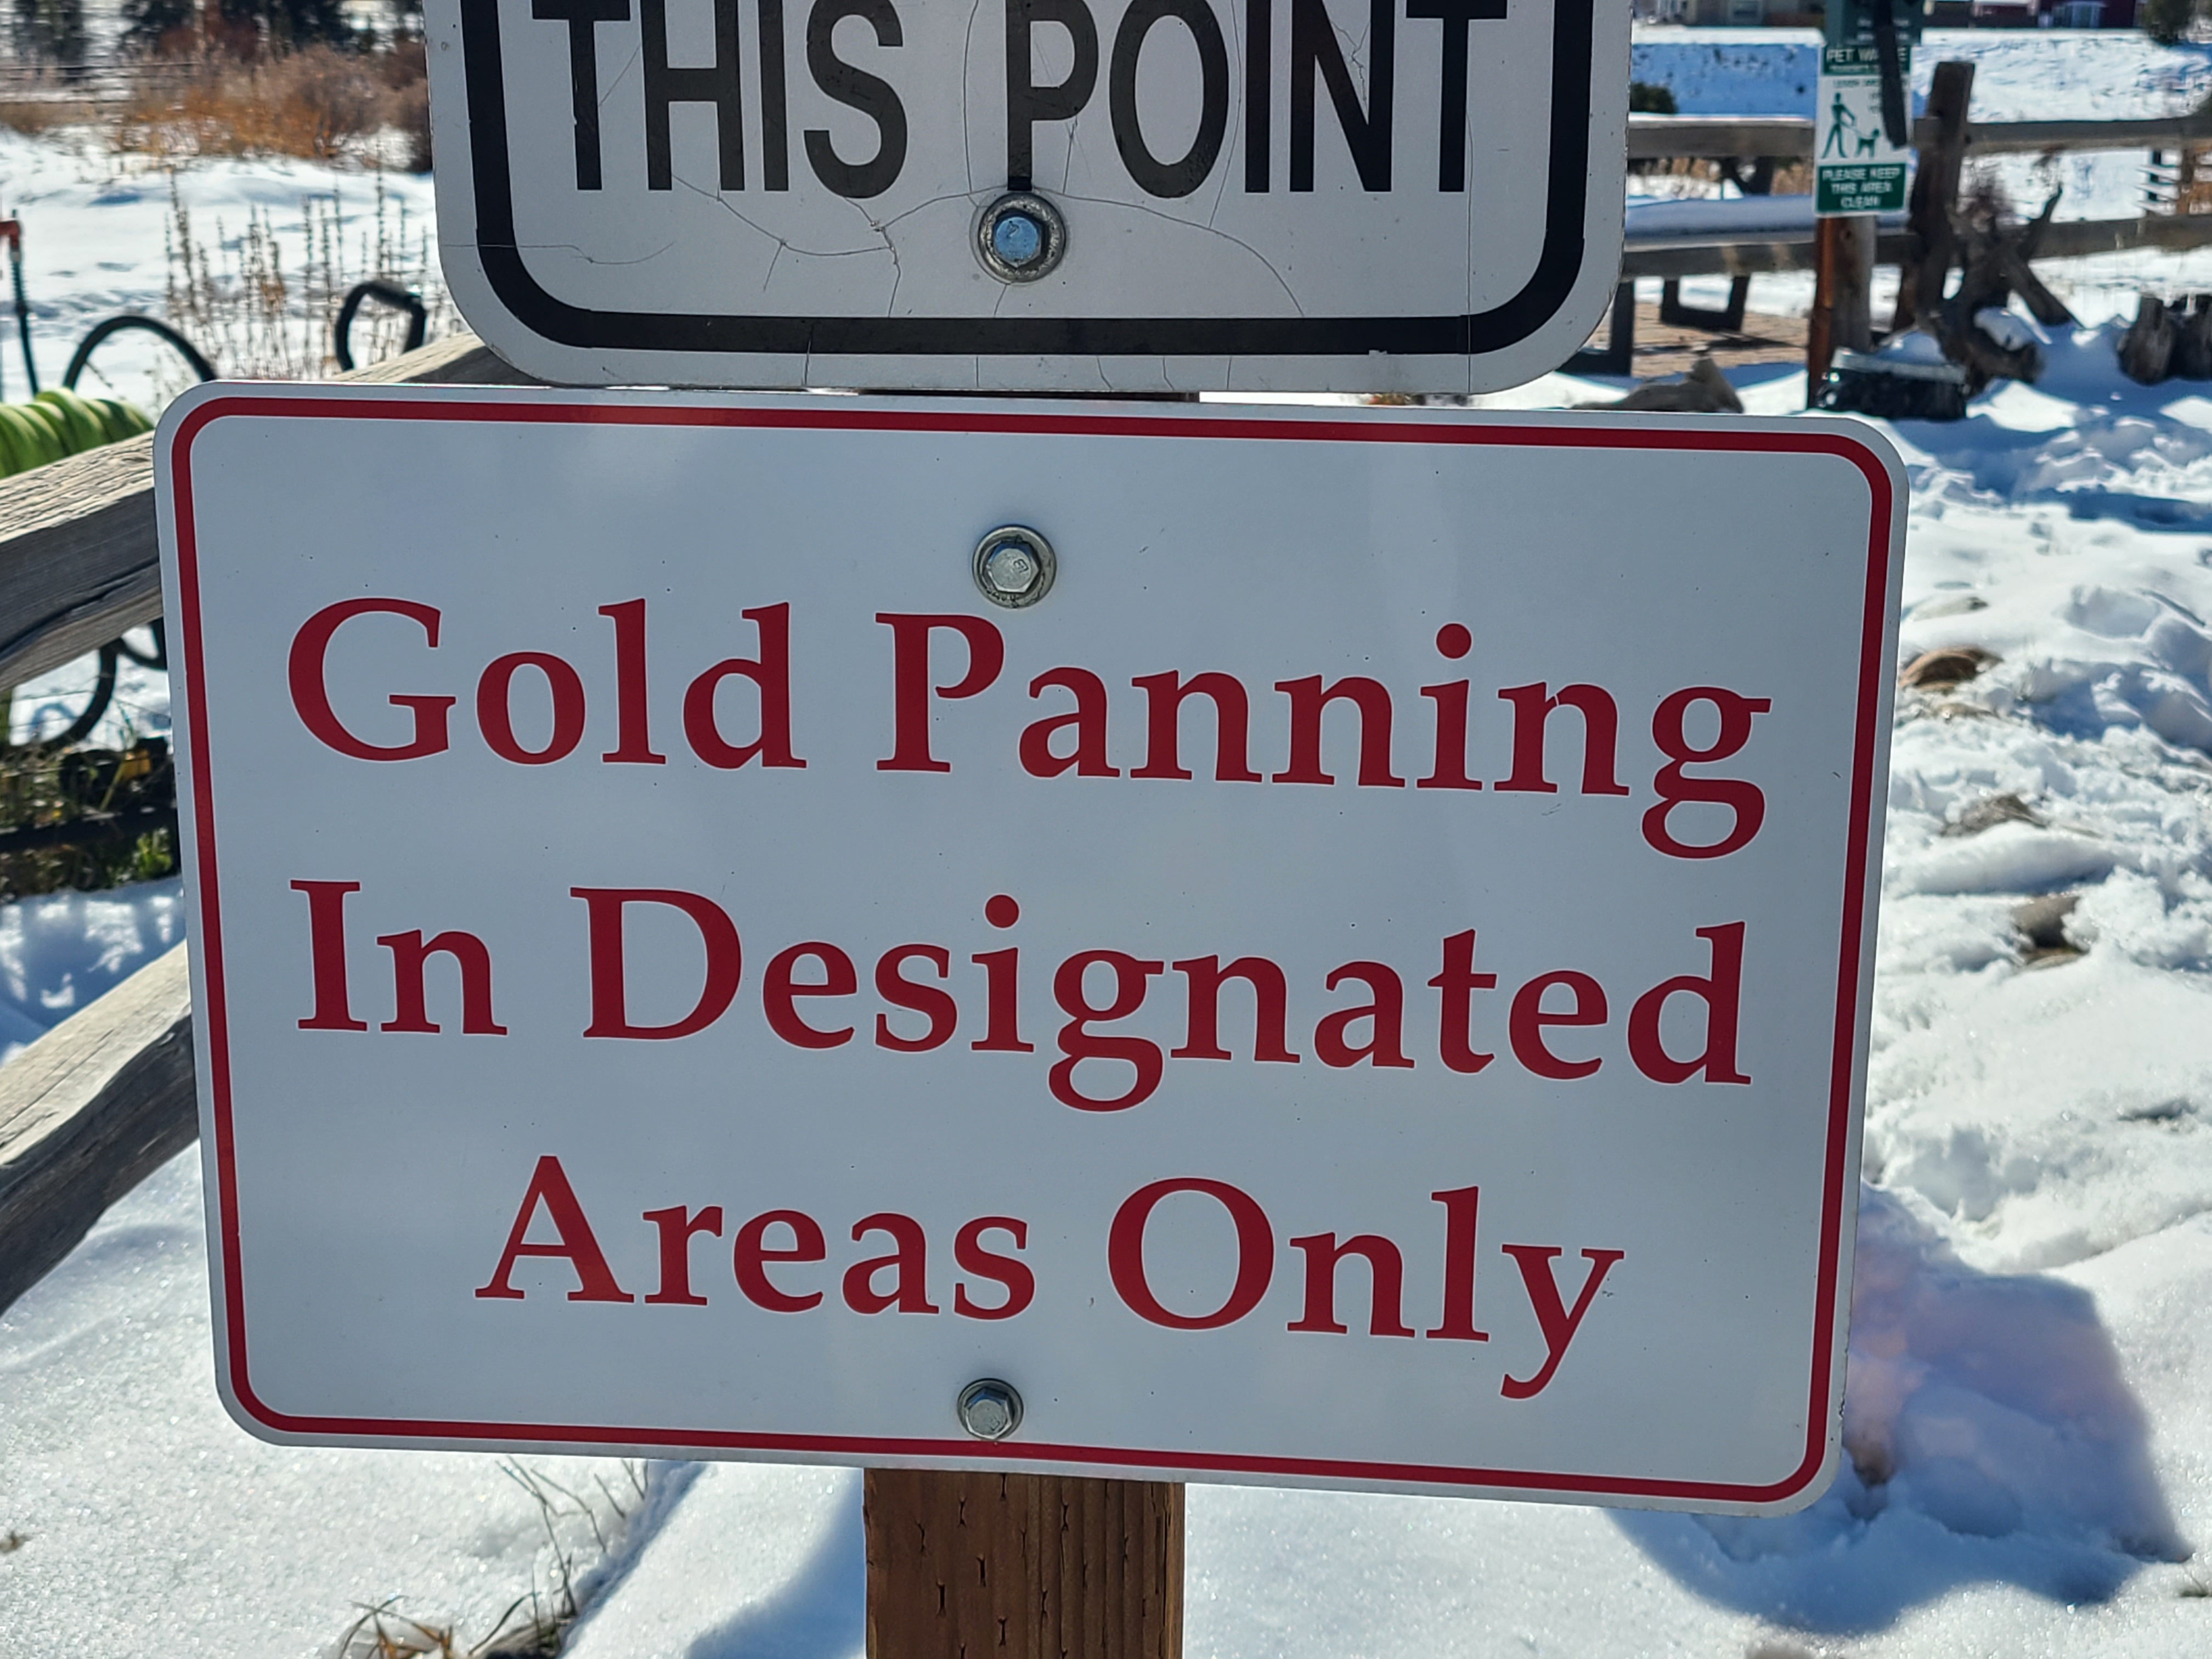 THIS POINT
PET WASTE
PLEASE KEEP
THIS AREA
CLEAN
Gold Panning
In Designated
Areas Only